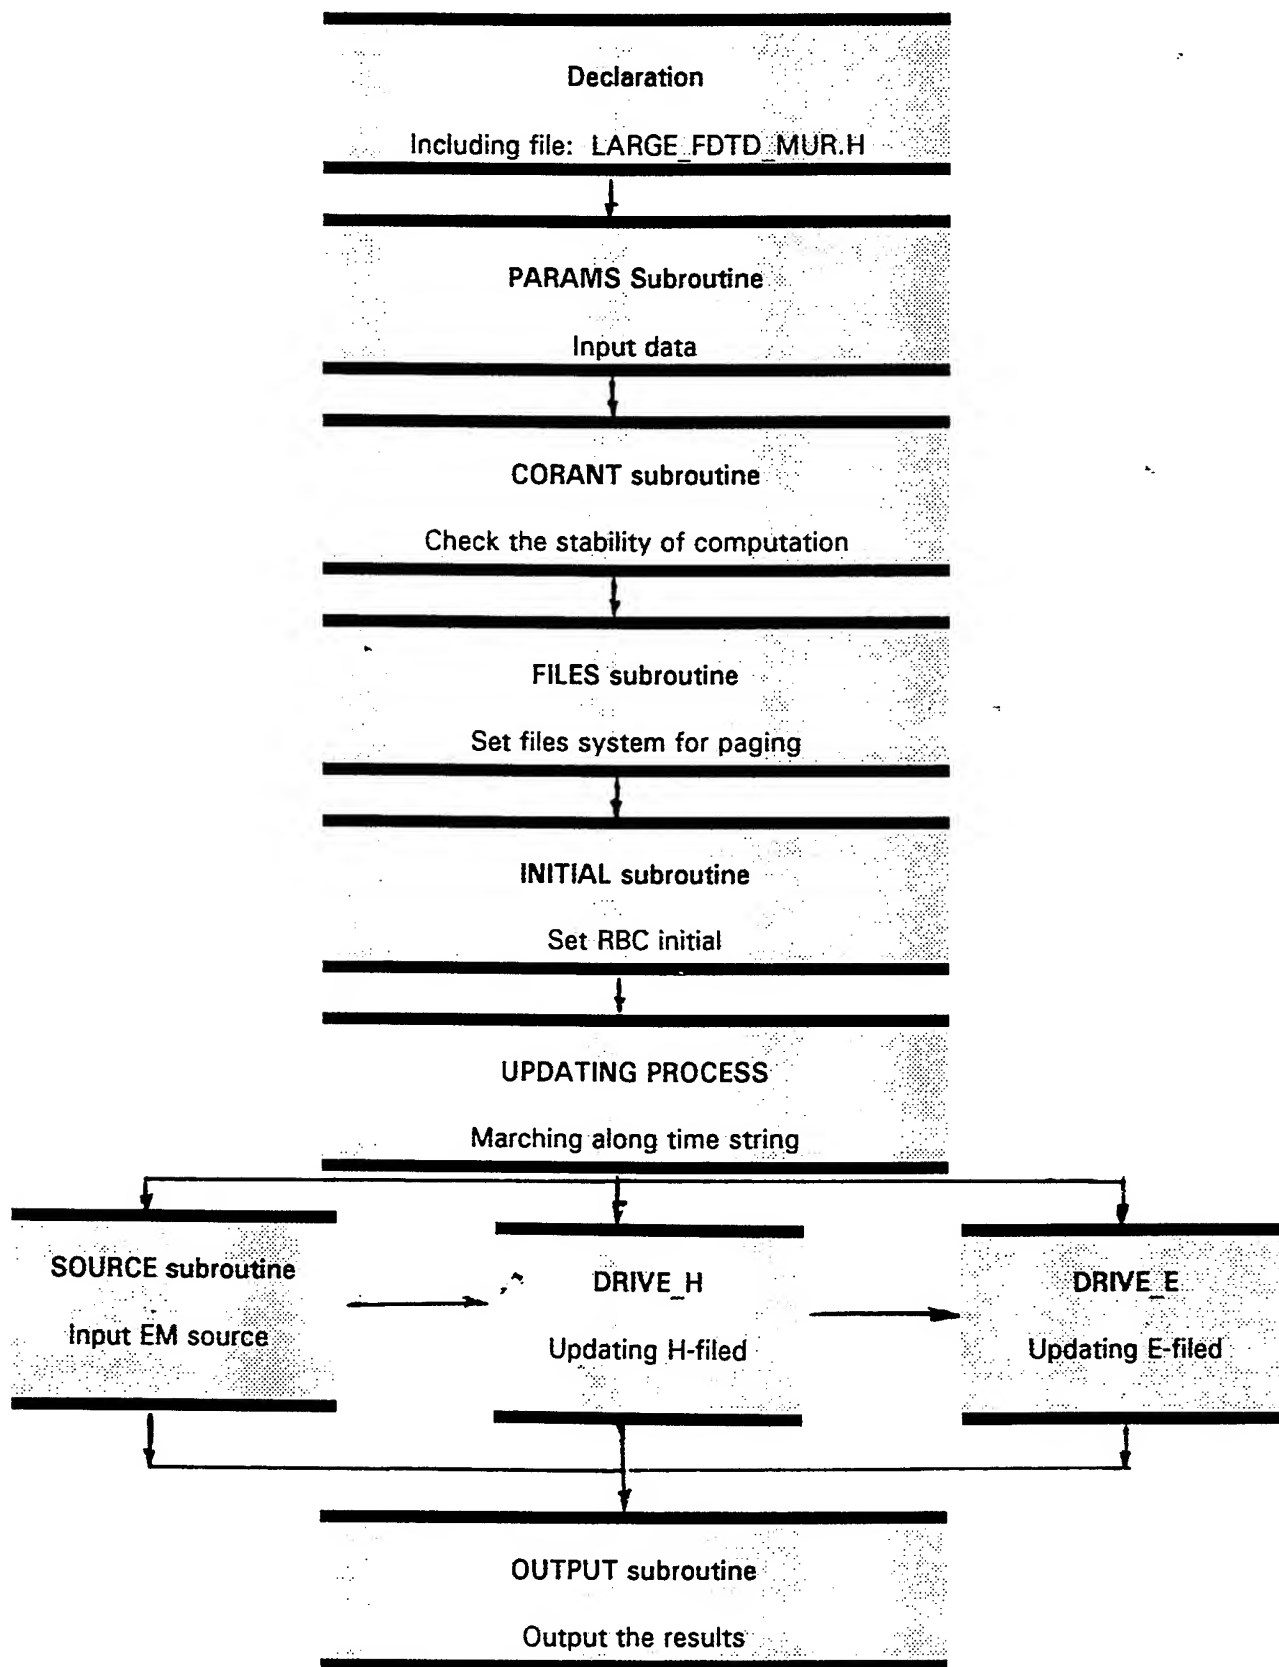 Declaration
Including file: LARGE_FDTD_MUR.H
PARAMS Subroutine
Input data
CORANT subroutine
Check the stability of computation
FILES subroutine
Set files system for paging
INITIAL subroutine
Set RBC initial
UPDATING PROCESS
Marching along time string
SOURCE subroutine
Input EM source
DRIVE_H
Updating H-filed
DRIVE_E
Updating E-filed
OUTPUT subroutine
Output the results